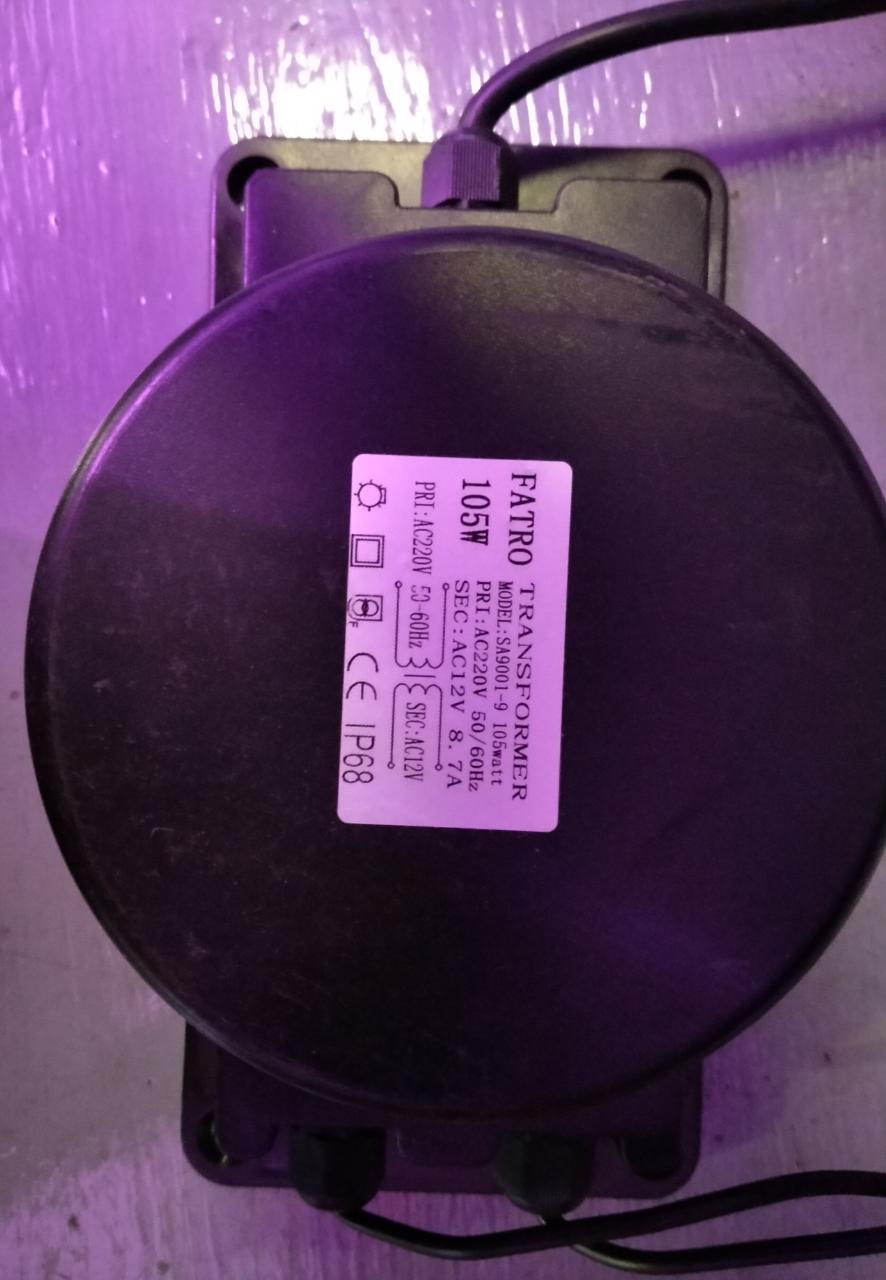 FATRO TRANSFORMER
105W
MODEL:SA9001-9 105watt
PRI:AC220V 50/60Hz
SEC:AC12V 8.7A
PRI:AC220V 50-60Hz
SEC:AC12V
F
CE IP68